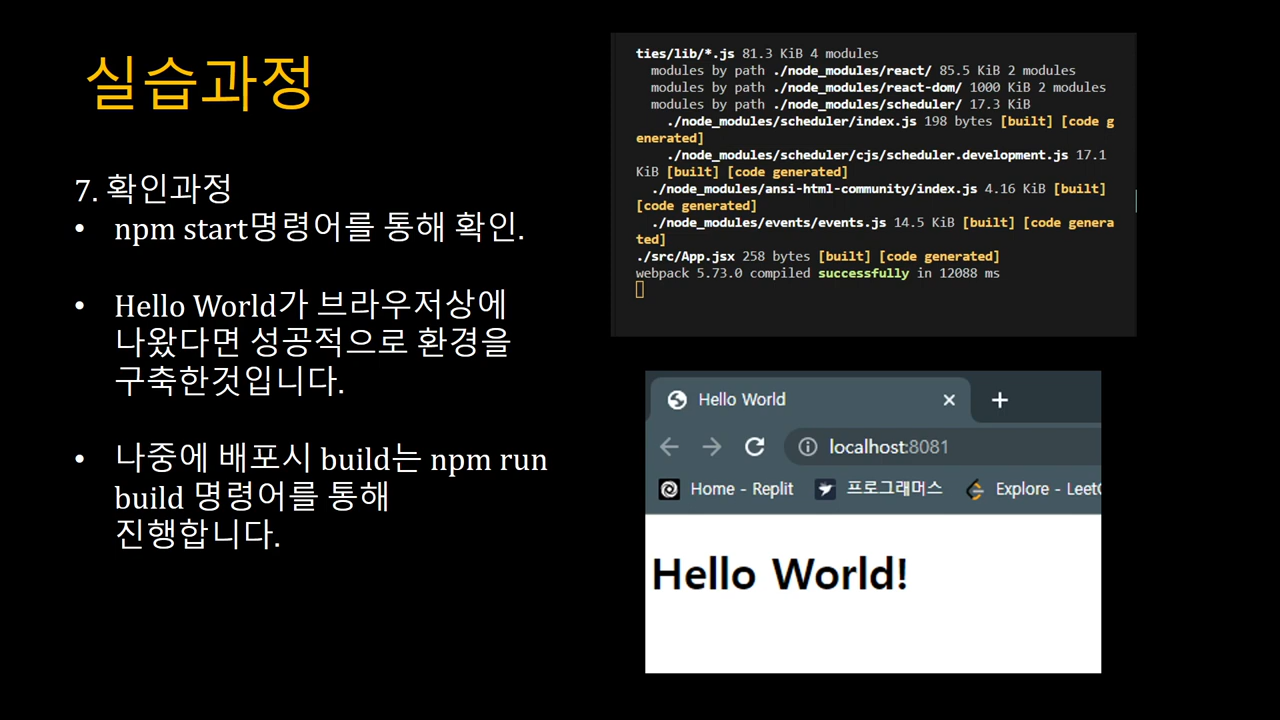 실습과정
7. 확인과정
• npm start명령어를 통해 확인.
• Hello World가 브라우저상에
나왔다면 성공적으로 환경을
구축한것입니다.
• 나중에 배포시 build는 npm run
build 명령어를 통해
진행합니다.
ties/lib/*.js 81.3 KiB 4 modules
modules by path ./node_modules/react/ 85.5 KiB 2 modules
modules by path ./node_modules/react-dom/ 1000 KiB 2 modules
modules by path ./node_modules/scheduler/ 17.3 KiB
./node_modules/scheduler/index.js 198 bytes [built] [code g
enerated]
./node_modules/scheduler/cjs/scheduler.development.js 17.1
KiB [built] [code generated]
./node_modules/ansi-html-community/index.js 4.16 KiB [built]
[code generated]
./node_modules/events/events.js 14.5 KiB [built] [code genera
ted]
./src/App.jsx 258 bytes [built] [code generated]
webpack 5.73.0 compiled successfully in 12088 ms
Hello World
localhost:8081
Home - Replit 프로그래머스 Explore - LeetC
Hello World!